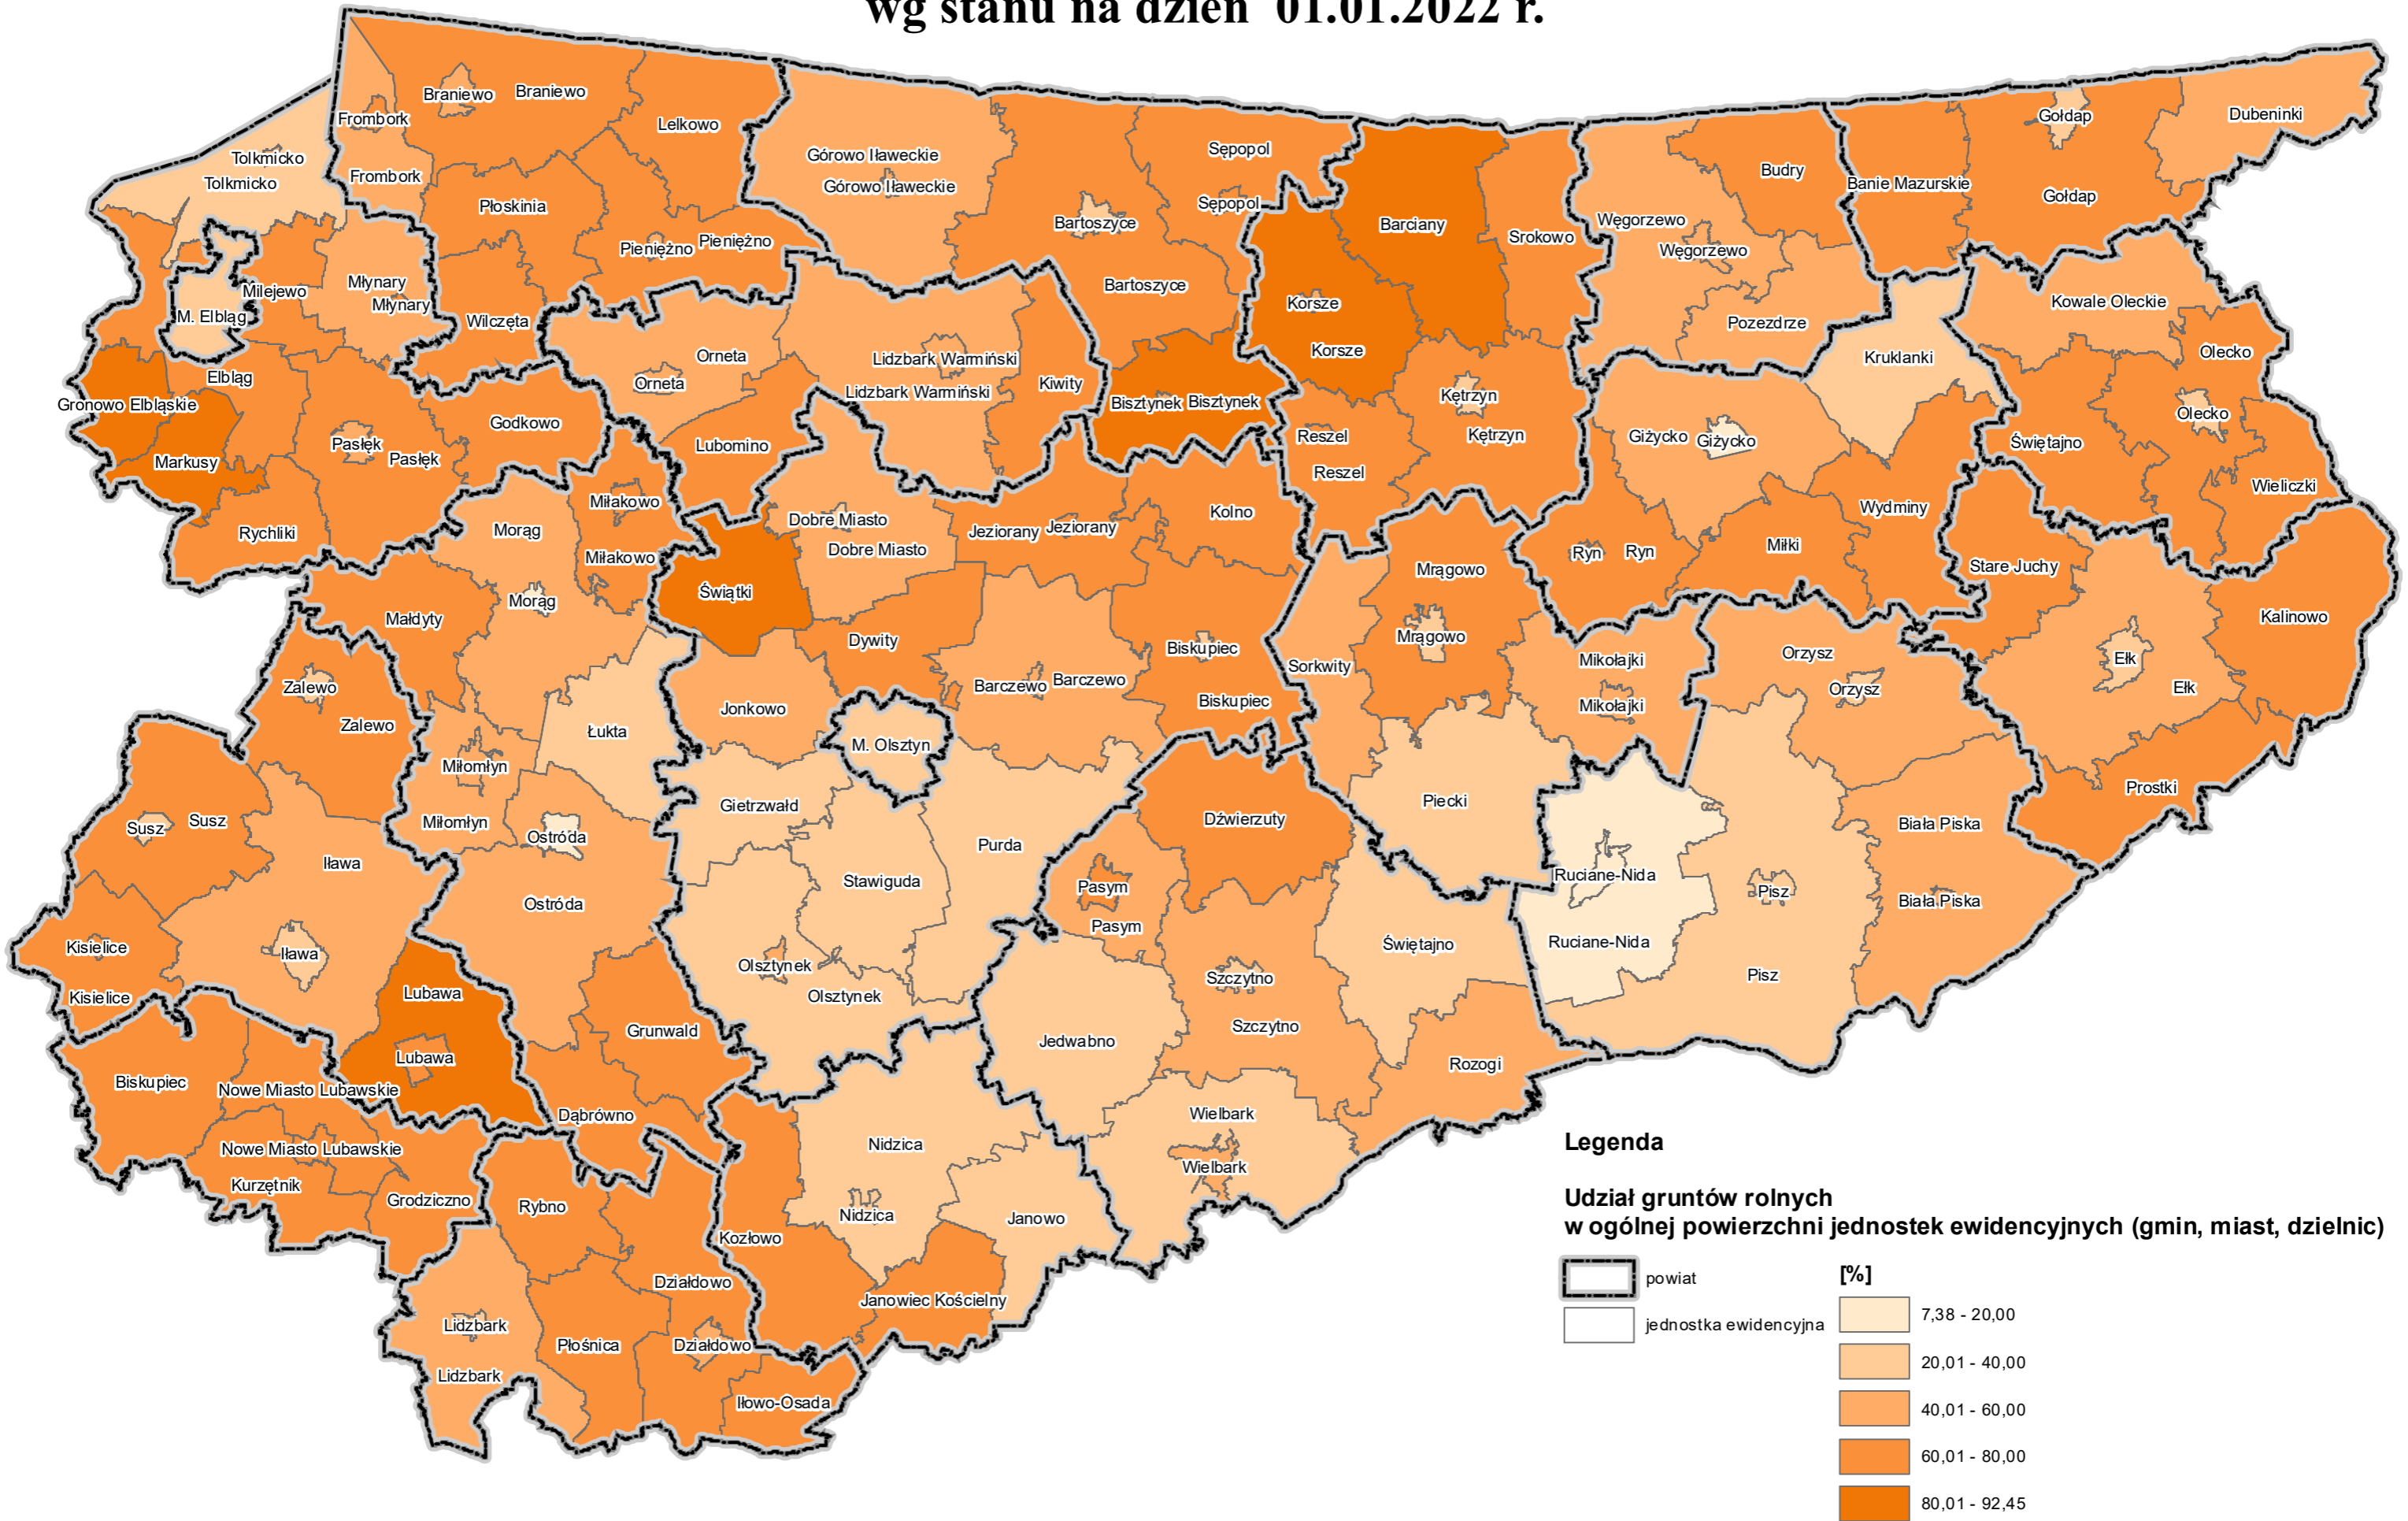 wg stanu na dzień 01.01.2022 r.
Braniewo
Braniewo
Frombork
Lelkowo
Gołdap
Dubeninki
Tolkmicko
Tolkmicko
Frombork
Górowo Iławeckie
Górowo Iławeckie
Sępopol
Sępopol
Budry
Banie Mazurskie
Gołdap
Płoskinia
Pieniężno
Pieniężno
Bartoszyce
Bartoszyce
Barciany
Srokowo
Węgorzewo
Węgorzewo
Młynary
Młynary
Milejewo
M. Elbląg
Wilczęta
Korsze
Korsze
Pozezdrze
Kowale Oleckie
Orneta
Orneta
Lidzbark Warmiński
Lidzbark Warmiński
Kiwity
Kruklanki
Olecko
Olecko
Elbląg
Gronowo Elbląskie
Bisztynek
Bisztynek
Kętrzyn
Kętrzyn
Godkowo
Pasłęk
Pasłęk
Lubomino
Reszel
Reszel
Giżycko
Giżycko
Świętajno
Markusy
Wieliczki
Rychliki
Morąg
Miłakowo
Miłakowo
Dobre Miasto
Dobre Miasto
Jeziorany
Jeziorany
Kolno
Wydminy
Ryn
Ryn
Miłki
Mrągowo
Mrągowo
Stare Juchy
Świątki
Morąg
Małdyty
Dywity
Biskupiec
Biskupiec
Kalinowo
Sorkwity
Mikołajki
Mikołajki
Orzysz
Orzysz
Ełk
Ełk
Zalewo
Zalewo
Barczewo
Barczewo
Jonkowo
Łukta
M. Olsztyn
Miłomłyn
Miłomłyn
Gietrzwałd
Piecki
Prostki
Susz
Susz
Dźwierzuty
Biała Piska
Biała Piska
Ostróda
Ostróda
Purda
Iława
Iława
Stawiguda
Pasym
Pasym
Ruciane-Nida
Ruciane-Nida
Pisz
Pisz
Kisielice
Kisielice
Olsztynek
Olsztynek
Szczytno
Szczytno
Świętajno
Lubawa
Lubawa
Grunwald
Jedwabno
Rozogi
Biskupiec
Nowe Miasto Lubawskie
Nowe Miasto Lubawskie
Dąbrówno
Wielbark
Wielbark
Nidzica
Nidzica
Kurzętnik
Grodziczno
Rybno
Kozłowo
Janowo
Działdowo
Działdowo
Janowiec Kościelny
Lidzbark
Lidzbark
Płośnica
Iłowo-Osada
Legenda
Udział gruntów rolnych
w ogólnej powierzchni jednostek ewidencyjnych (gmin, miast, dzielnic)
powiat
jednostka ewidencyjna
[%]
7,38 - 20,00
20,01 - 40,00
40,01 - 60,00
60,01 - 80,00
80,01 - 92,45